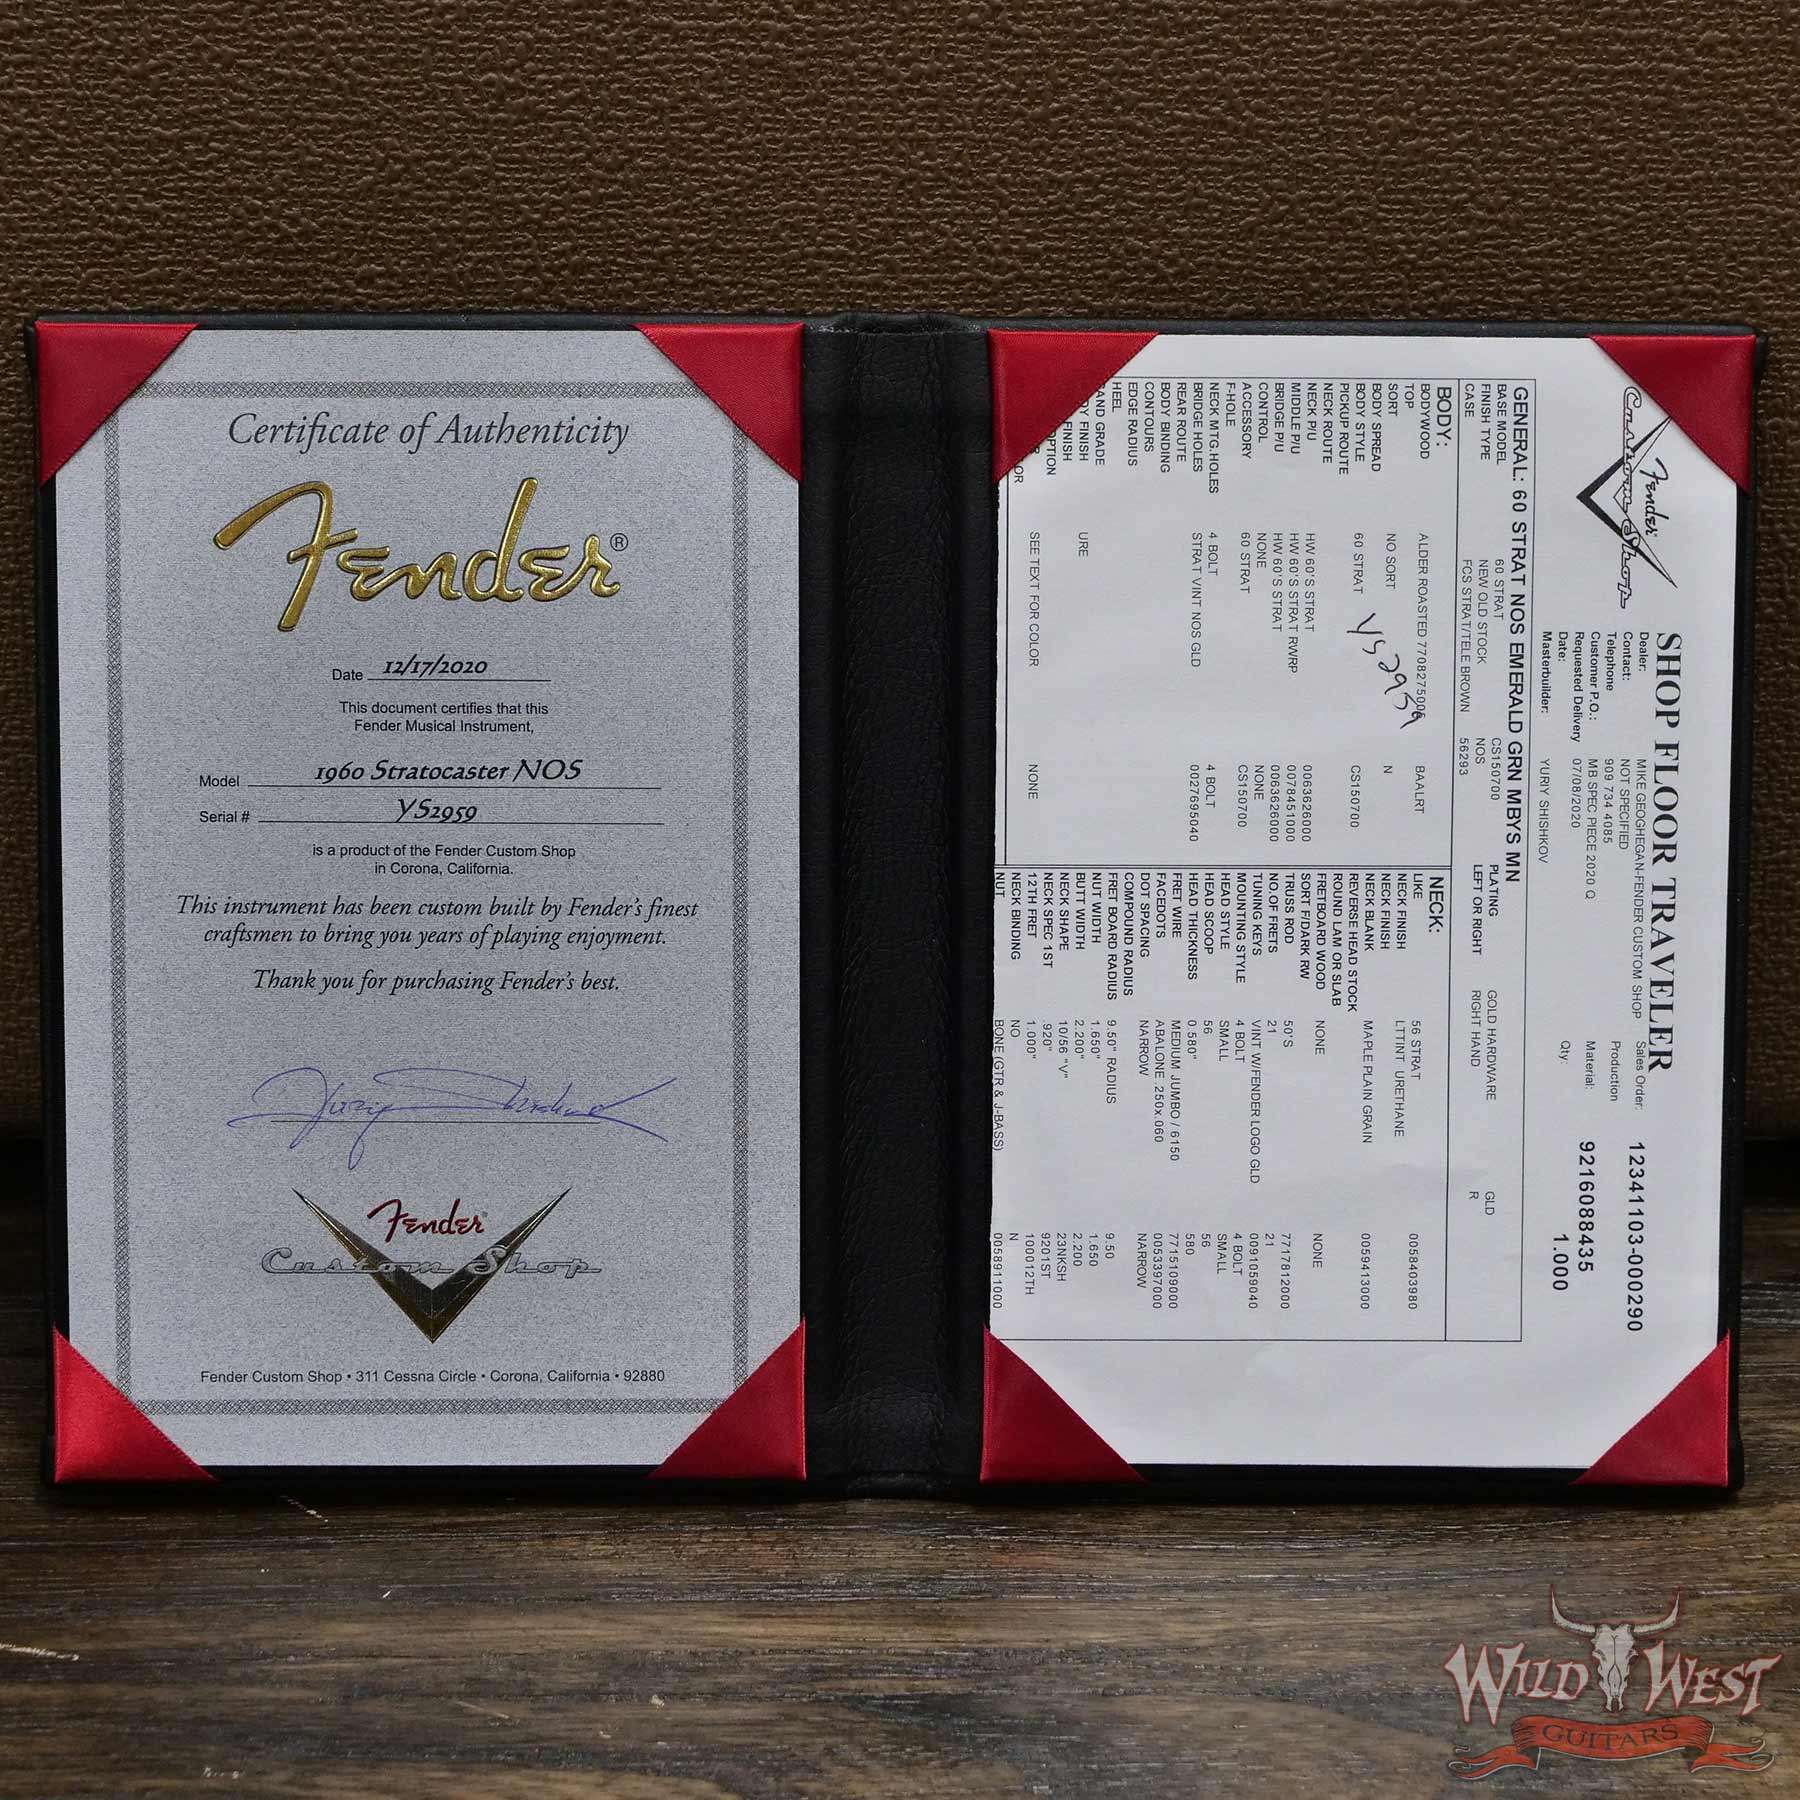 Certificate of Authenticity
Fender®
Date 12/17/2020
This document certifies that this
Fender Musical Instrument,
Model 1960 Stratocaster NOS
Serial # YS2959
is a product of the Fender Custom Shop
in Corona, California.
This instrument has been custom built by Fender's finest
craftsmen to bring you years of playing enjoyment.
Thank you for purchasing Fender's best.
Yuriy Shishkov
Fender
Custom Shop
Fender Custom Shop • 311 Cessna Circle • Corona, California • 92880
Fender
Custom Shop
SHOP FLOOR TRAVELER
Dealer: MIKE GEOGHEGAN-FENDER CUSTOM SHOP Sales Order: 12341103-000290
Contact: NOT SPECIFIED
Telephone 909 734 4085 Production
Customer P.O.: MB SPEC PIECE 2020 Q Material: 9216088435
Requested Delivery 07/08/2020 Qty: 1.000
Date:
Masterbuilder: YURIY SHISHKOV
GENERAL: 60 STRAT NOS EMERALD GRN MBYS MN
BASE MODEL 60 STRAT CS150700 PLATING GOLD HARDWARE GLD
FINISH TYPE NEW OLD STOCK NOS LEFT OR RIGHT RIGHT HAND R
CASE FCS STRAT/TELE BROWN 56293
BODY:
BODYWOOD ALDER ROASTED 7708275006 BAALRT
TOP
SORT NO SORT N
BODY SPREAD
YS2959
BODY STYLE 60 STRAT CS150700
PICKUP ROUTE
NECK ROUTE
NECK P/U HW 60'S STRAT 0063626000
MIDDLE P/U HW 60'S STRAT RWRP 0078451000
BRIDGE P/U HW 60'S STRAT 0063626000
CONTROL NONE NONE
ACCESSORY 60 STRAT CS150700
F-HOLE
NECK MTG.HOLES 4 BOLT 4 BOLT
BRIDGE HOLES STRAT VINT NOS GLD 0027695040
REAR ROUTE
BODY BINDING
CONTOURS
EDGE RADIUS
HEEL
AND GRADE
DY FINISH URE
OPTION
OR SEE TEXT FOR COLOR NONE
NECK:
LIKE 56 STRAT
NECK FINISH LTTINT URETHANE 0058403980
NECK FINISH
NECK BLANK MAPLE PLAIN GRAIN 0059413000
REVERSE HEAD STOCK
ROUND LAM OR SLAB
FRETBOARD WOOD NONE NONE
SORT F/DARK RW
TRUSS ROD 50'S 7717812000
NO.OF FRETS 21 21
TUNING KEYS VINT W/FENDER LOGO GLD 0091059040
MOUNTING STYLE 4 BOLT 4 BOLT
HEAD STYLE SMALL SMALL
HEAD SCOOP 56 56
HEAD THICKNESS 0.580" 580
FRET WIRE MEDIUM JUMBO / 6150 7715109000
FACEDOTS ABALONE .250x.060 0053397000
DOT SPACING NARROW NARROW
COMPOUND RADIUS
FRET BOARD RADIUS 9.50" RADIUS 9.50
NUT WIDTH 1.650" 1.650
BUTT WIDTH 2.200" 2.200
NECK SHAPE 10/56 "V" 23NKSH
NECK SPEC 1ST .920" 9201ST
12TH FRET 1.000" 100012TH
NECK BINDING NO N
NUT BONE (GTR & J-BASS) 0058911000
WILD WEST
GUITARS